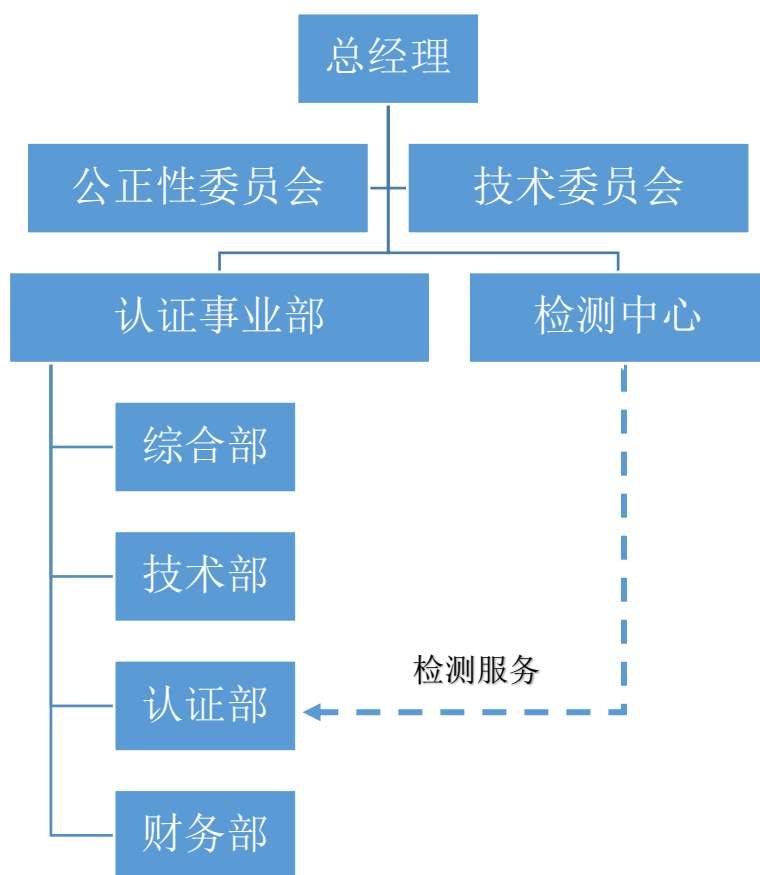 总经理
公正性委员会
技术委员会
认证事业部
检测中心
综合部
技术部
检测服务
认证部
财务部